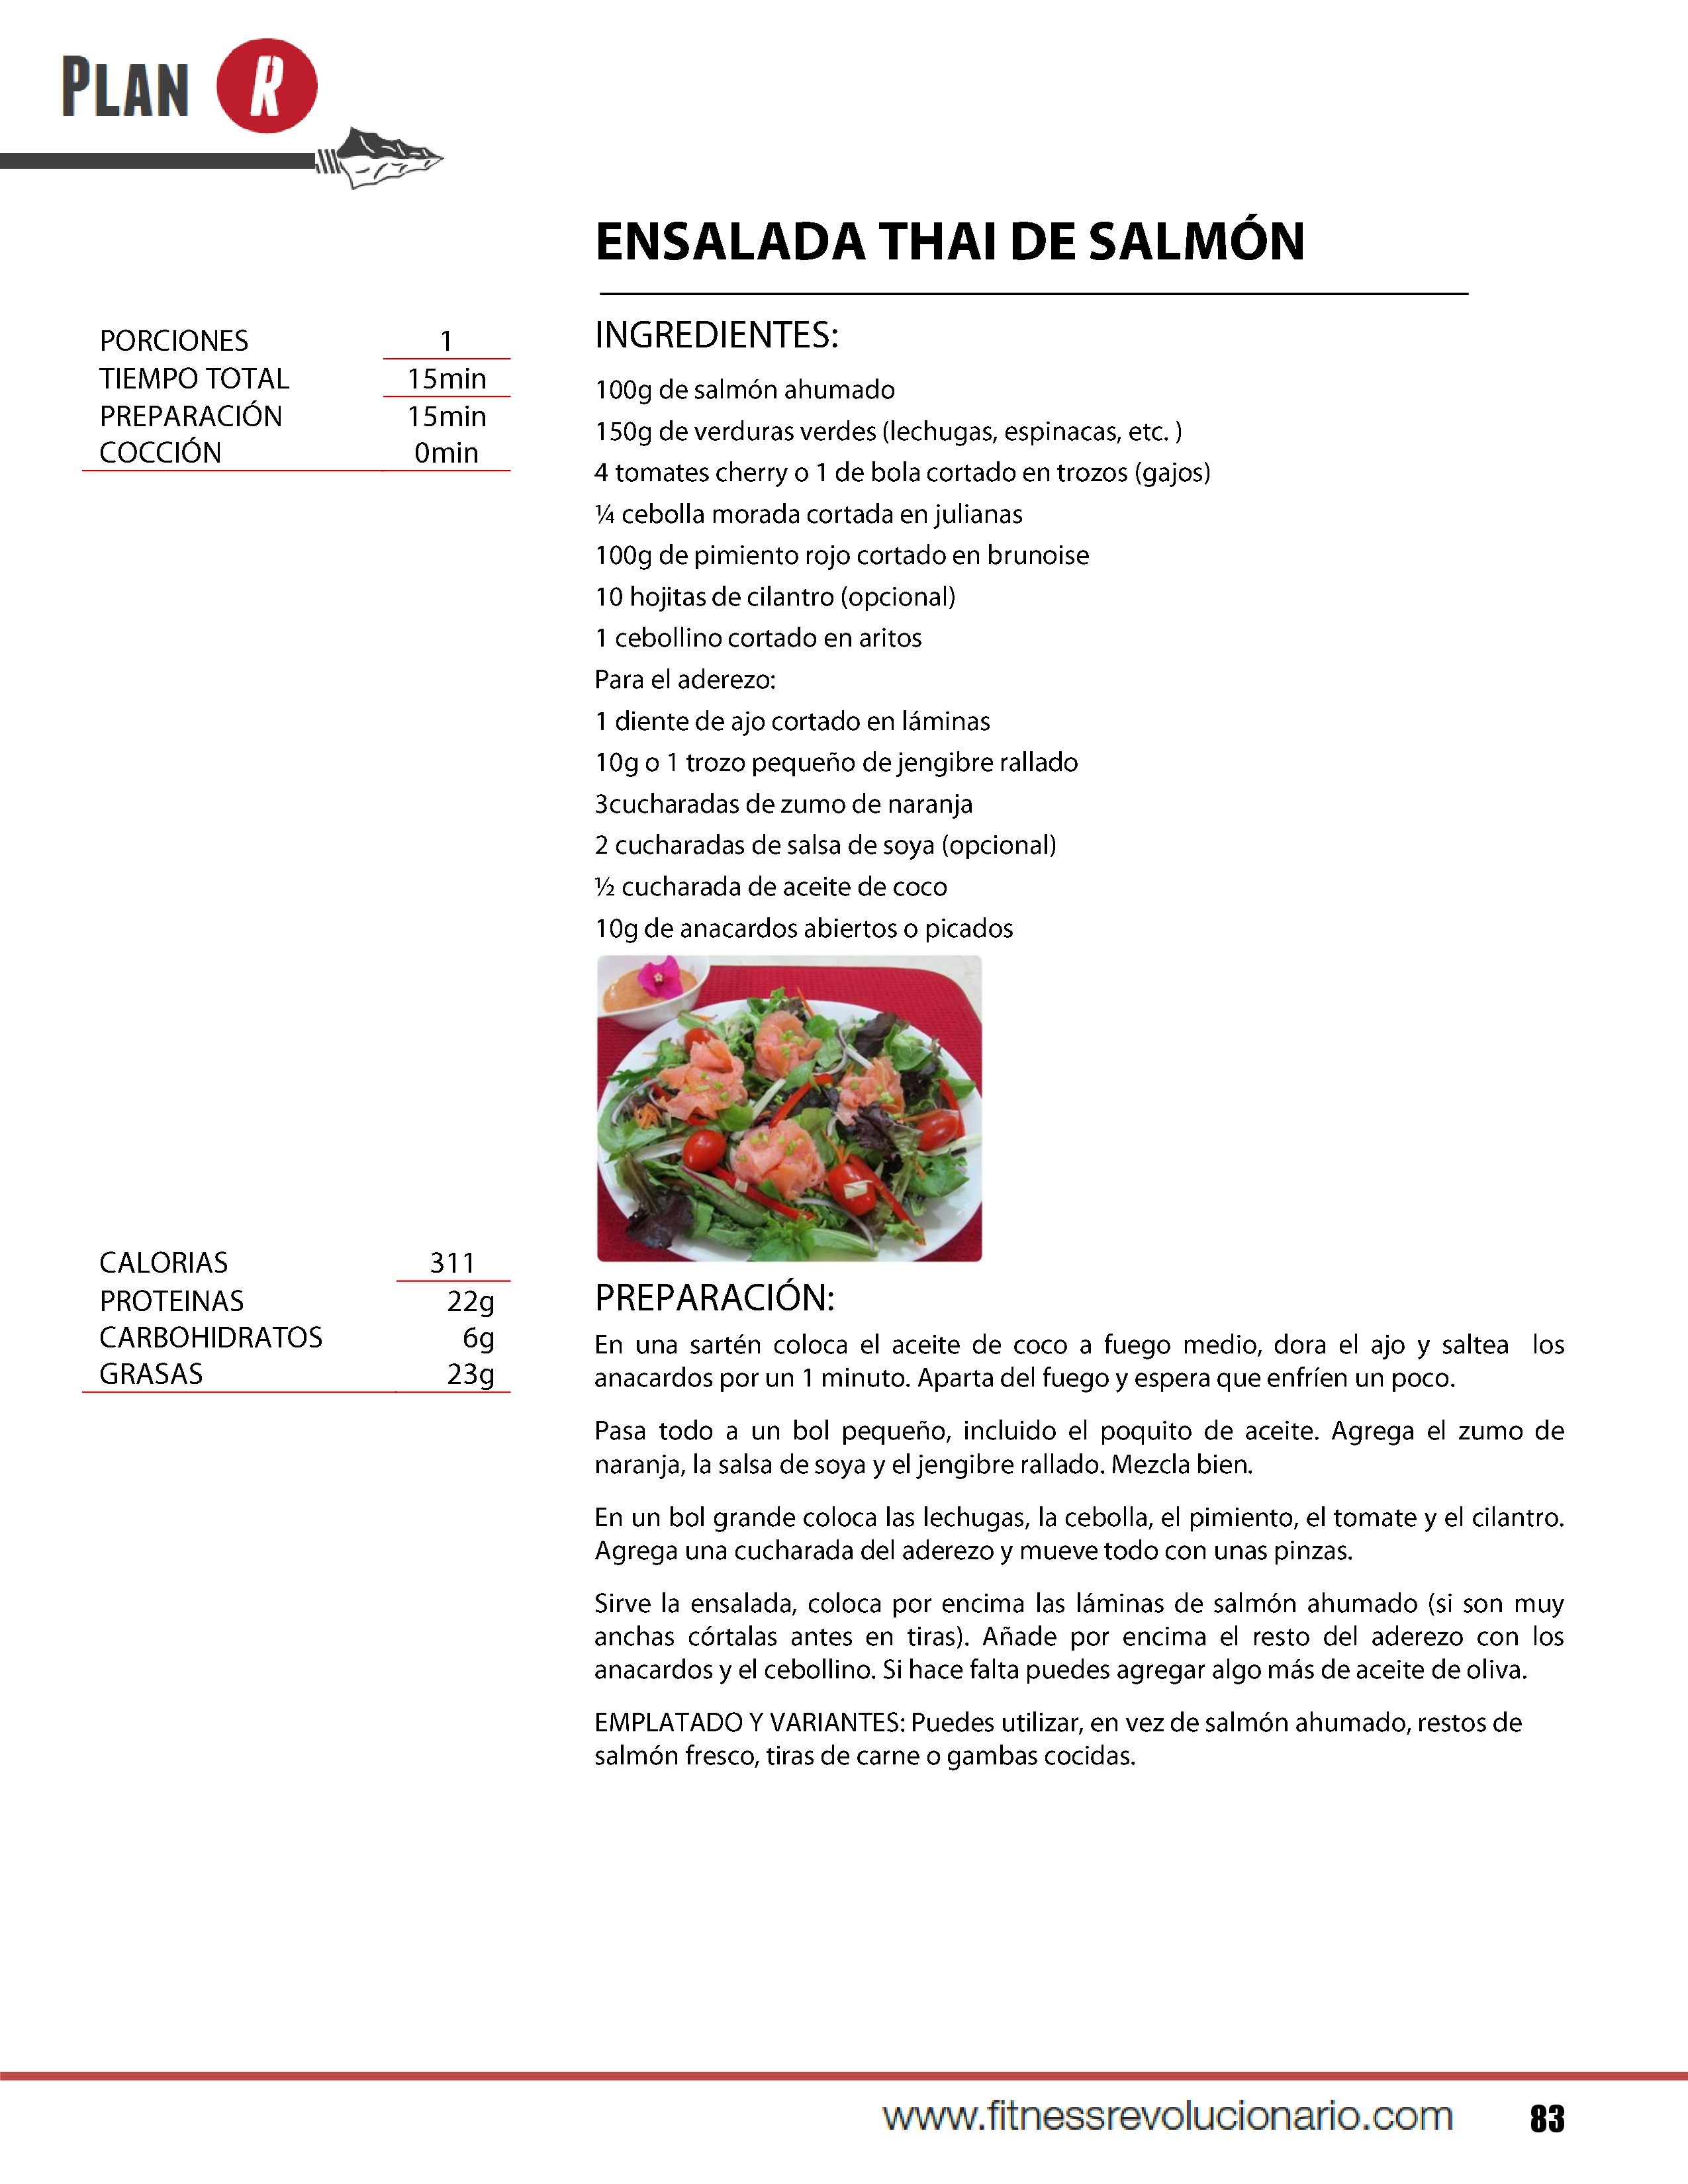 PLAN R
ENSALADA THAI DE SALMÓN
PORCIONES 1
TIEMPO TOTAL 15min
PREPARACIÓN 15min
COCCIÓN 0min
INGREDIENTES:
100g de salmón ahumado
150g de verduras verdes (lechugas, espinacas, etc. )
4 tomates cherry o 1 de bola cortado en trozos (gajos)
¼ cebolla morada cortada en julianas
100g de pimiento rojo cortado en brunoise
10 hojitas de cilantro (opcional)
1 cebollino cortado en aritos
Para el aderezo:
1 diente de ajo cortado en láminas
10g o 1 trozo pequeño de jengibre rallado
3cucharadas de zumo de naranja
2 cucharadas de salsa de soya (opcional)
½ cucharada de aceite de coco
10g de anacardos abiertos o picados
CALORIAS 311
PROTEINAS 22g
CARBOHIDRATOS 6g
GRASAS 23g
PREPARACIÓN:
En una sartén coloca el aceite de coco a fuego medio, dora el ajo y saltea los
anacardos por un 1 minuto. Aparta del fuego y espera que enfríen un poco.
Pasa todo a un bol pequeño, incluido el poquito de aceite. Agrega el zumo de
naranja, la salsa de soya y el jengibre rallado. Mezcla bien.
En un bol grande coloca las lechugas, la cebolla, el pimiento, el tomate y el cilantro.
Agrega una cucharada del aderezo y mueve todo con unas pinzas.
Sirve la ensalada, coloca por encima las láminas de salmón ahumado (si son muy
anchas córtalas antes en tiras). Añade por encima el resto del aderezo con los
anacardos y el cebollino. Si hace falta puedes agregar algo más de aceite de oliva.
EMPLATADO Y VARIANTES: Puedes utilizar, en vez de salmón ahumado, restos de
salmón fresco, tiras de carne o gambas cocidas.
www.fitnessrevolucionario.com 83